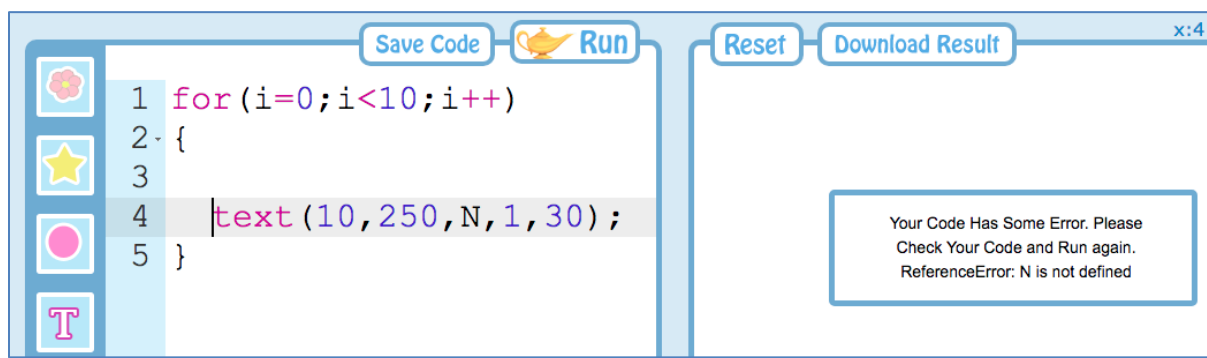 Save Code
Run
Reset
Download Result
x:4
1 for(i=0;i<10;i++)
2 {
3
4 text(10,250,N,1,30);
5 }
T
Your Code Has Some Error. Please
Check Your Code and Run again.
ReferenceError: N is not defined